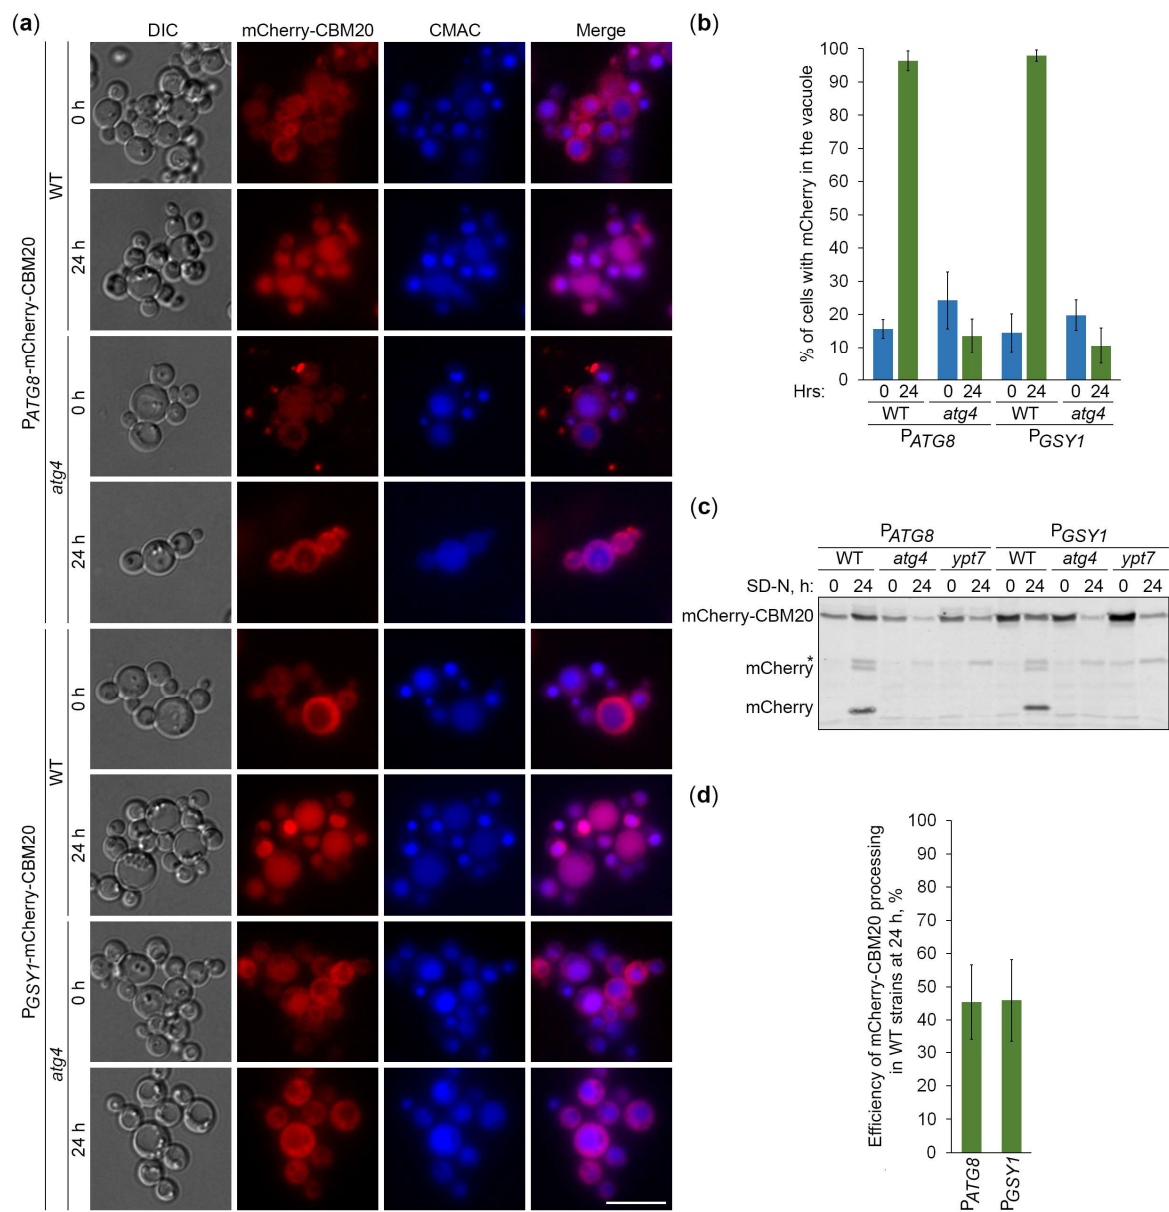 (a)
DIC mCherry-CBM20 CMAC Merge
PATG8-mCherry-CBM20
WT
0 h
24 h
atg4
0 h
24 h
PGSY1-mCherry-CBM20
WT
0 h
24 h
atg4
0 h
24 h
(b)
% of cells with mCherry in the vacuole
100
90
80
70
60
50
40
30
20
10
0
Hrs: 0 24 0 24 0 24 0 24
WT atg4 WT atg4
PATG8 PGSY1
(c)
PATG8 PGSY1
WT atg4 ypt7 WT atg4 ypt7
SD-N, h: 0 24 0 24 0 24 0 24 0 24 0 24
mCherry-CBM20
mCherry*
mCherry
(d)
Efficiency of mCherry-CBM20 processing
in WT strains at 24 h, %
100
90
80
70
60
50
40
30
20
10
0
PATG8 PGSY1